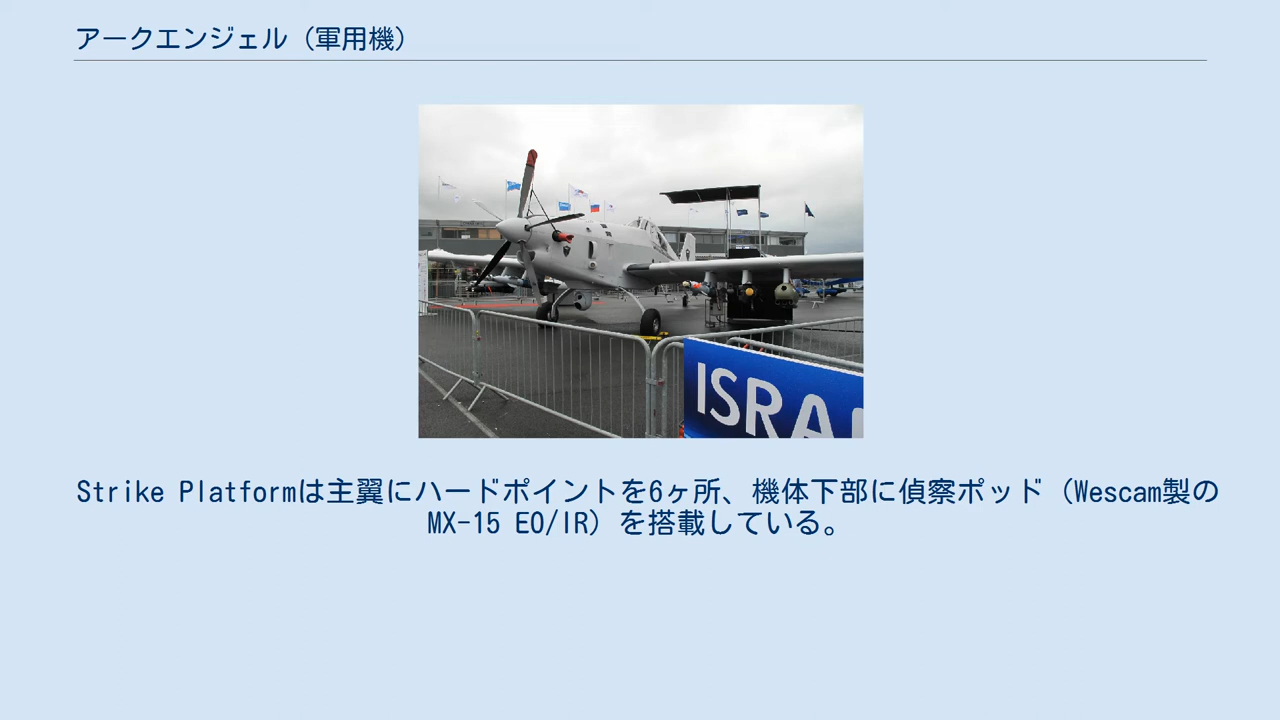 アークエンジェル（軍用機）
ISRA
Strike Platformは主翼にハードポイントを6ヶ所、機体下部に偵察ポッド（Wescam製の
MX-15 EO/IR）を搭載している。